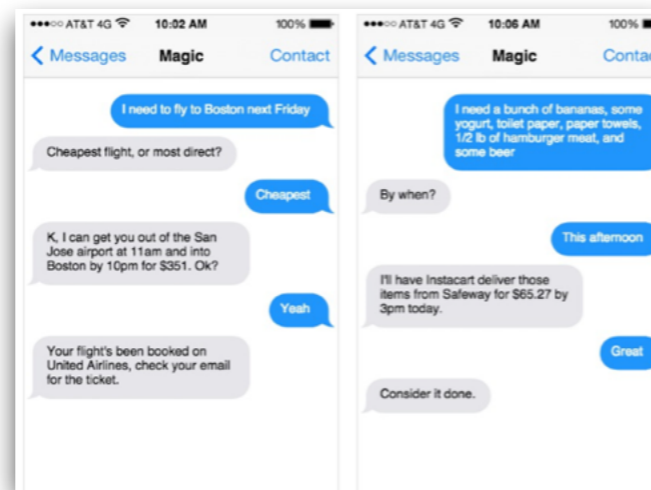 AT&T 4G 10:02 AM 100%
Messages Magic Contact
I need to fly to Boston next Friday
Cheapest flight, or most direct?
Cheapest
K, I can get you out of the San
Jose airport at 11am and into
Boston by 10pm for $351. Ok?
Yeah
Your flight's been booked on
United Airlines, check your email
for the ticket.
AT&T 4G 10:06 AM 100%
Messages Magic Contac
I need a bunch of bananas, some
yogurt, toilet paper, paper towels,
1/2 lb of hamburger meat, and
some beer
By when?
This afternoon
I'll have Instacart deliver those
items from Safeway for $65.27 by
3pm today.
Great
Consider it done.